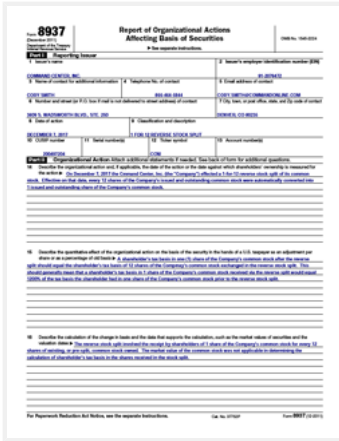 Form 8937
(December 2011)
Department of the Treasury
Internal Revenue Service
Report of Organizational Actions
Affecting Basis of Securities
► See separate instructions.
OMB No. 1545-2224
Part I Reporting Issuer
1 Issuer's name
2 Issuer's employer identification number (EIN)
COMMAND CENTER, INC.
3 Name of contact for additional information
4 Telephone No. of contact
5 Email address of contact
CORY SMITH
CORY.SMITH@COMMANDONLINE.COM
6 Number and street (or P.O. box if mail is not delivered to street address) of contact
7 City, town, or post office, state, and Zip code of contact
3609 S. WADSWORTH BLVD., STE. 250
DENVER, CO 80235
8 Date of action
9 Classification and description
DECEMBER 7, 2017
1 FOR 12 REVERSE STOCK SPLIT
10 CUSIP number
11 Serial number(s)
12 Ticker symbol
13 Account number(s)
Part II Organizational Action Attach additional statements if needed. See back of form for additional questions.
14 Describe the organizational action and, if applicable, the date of the action or the date against which shareholders' ownership is measured for
the action ► On December 7, 2017 the Command Center, Inc. (the "Company") effected a 1-for-12 reverse stock split of its common
stock. Effective on that date, every 12 shares of the Company's issued and outstanding common stock were automatically converted into
1 issued and outstanding share of the Company's common stock.
15 Describe the quantitative effect of the organizational action on the basis of the security in the hands of a U.S. taxpayer as an adjustment per
share or as a percentage of old basis ► A shareholder's tax basis in one (1) share of the Company's common stock after the reverse
split should equal the shareholder's tax basis of 12 shares of the Company's common stock exchanged in the reverse stock split. This
should generally mean that a shareholder's tax basis in 1 share of the Company's common stock received via the reverse split would equal
1200% of the tax basis the shareholder had in one share of the Company's common stock prior to the reverse stock split.
16 Describe the calculation of the change in basis and the data that supports the calculation, such as the market values of securities and the
valuation dates ► The reverse stock split involved the receipt by shareholders of 1 share of the Company's common stock for every 12
shares of existing, or pre-split, common stock owned. The market value of the common stock was not applicable in determining the
calculation of shareholder's tax basis in the shares received in the stock split.
For Paperwork Reduction Act Notice, see the separate Instructions.
Cat. No. 37752P
Form 8937 (12-2011)